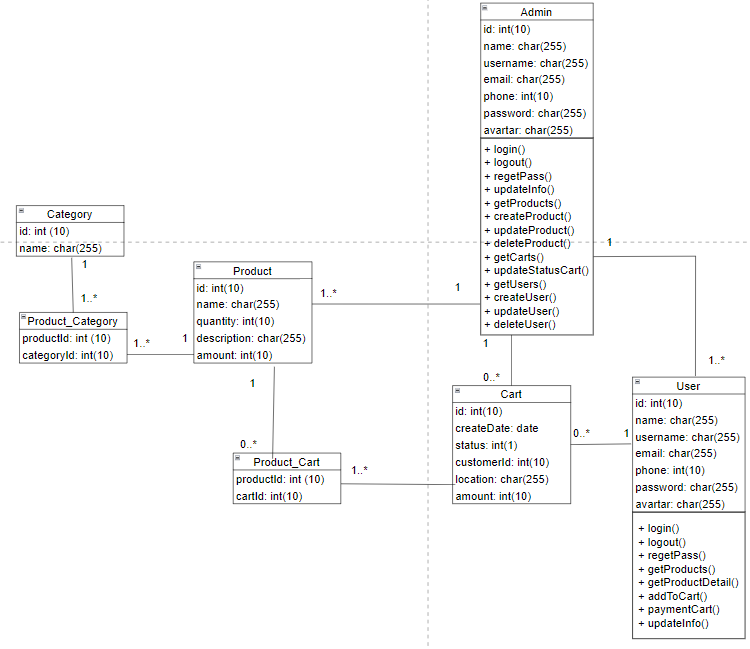 Admin
id: int(10)
name: char(255)
username: char(255)
email: char(255)
phone: int(10)
password: char(255)
avartar: char(255)
+ login()
+ logout()
+ regetPass()
+ updateInfo()
+ getProducts()
+ createProduct()
+ updateProduct()
+ deleteProduct()
+ getCarts()
+ updateStatusCart()
+ getUsers()
+ createUser()
+ updateUser()
+ deleteUser()
Category
id: int (10)
name: char(255)
1
1..*
Product_Category
productId: int (10)
categoryId: int(10)
1..*
1
Product
id: int(10)
name: char(255)
quantity: int(10)
description: char(255)
amount: int(10)
1..*
1
1
0..*
Product_Cart
productId: int (10)
cartId: int(10)
1..*
1
0..*
Cart
id: int(10)
createDate: date
status: int(1)
customerId: int(10)
location: char(255)
amount: int(10)
0..*
1
1
1..*
User
id: int(10)
name: char(255)
username: char(255)
email: char(255)
phone: int(10)
password: char(255)
avartar: char(255)
+ login()
+ logout()
+ regetPass()
+ getProducts()
+ getProductDetail()
+ addToCart()
+ paymentCart()
+ updateInfo()